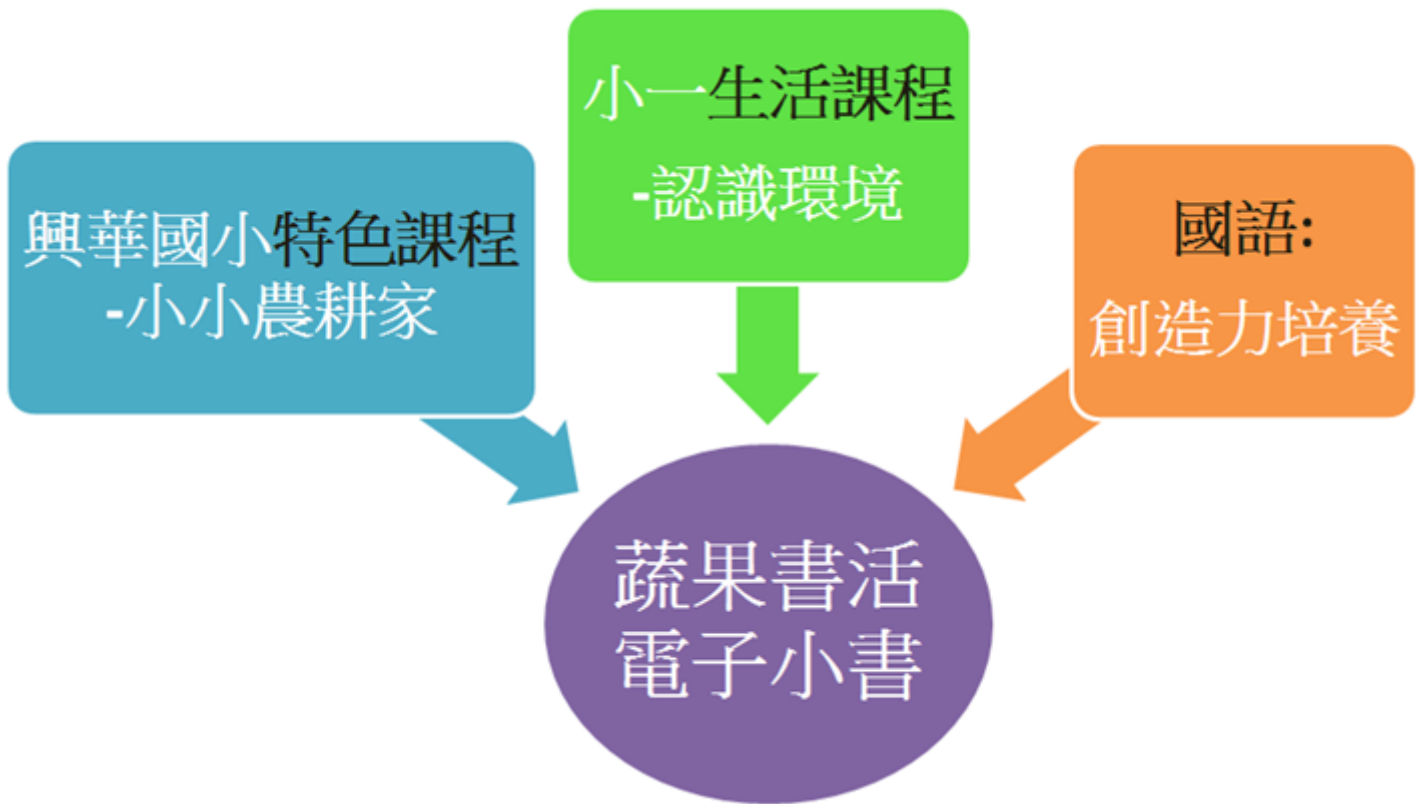 興華國小特色課程
-小小農耕家
小一生活課程
-認識環境
國語:
創造力培養
蔬果書活
電子小書